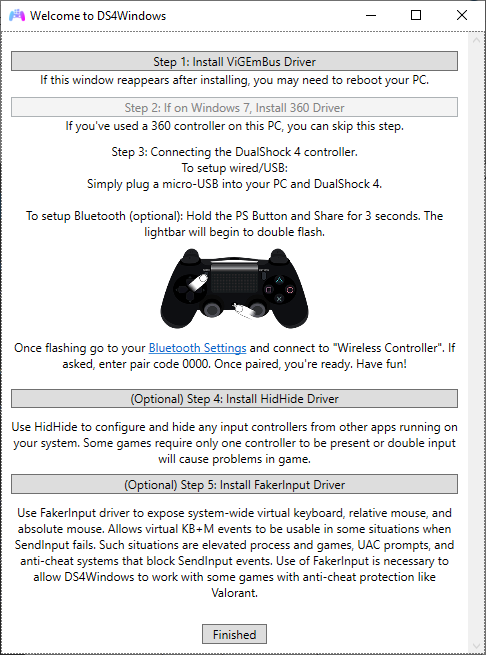 Welcome to DS4Windows
Step 1: Install ViGEmBus Driver
If this window reappears after installing, you may need to reboot your PC.
Step 2: If on Windows 7, Install 360 Driver
If you've used a 360 controller on this PC, you can skip this step.
Step 3: Connecting the DualShock 4 controller.
To setup wired/USB:
Simply plug a micro-USB into your PC and DualShock 4.
To setup Bluetooth (optional): Hold the PS Button and Share for 3 seconds. The
lightbar will begin to double flash.
Once flashing go to your Bluetooth Settings and connect to "Wireless Controller". If
asked, enter pair code 0000. Once paired, you're ready. Have fun!
(Optional) Step 4: Install HidHide Driver
Use HidHide to configure and hide any input controllers from other apps running on
your system. Some games require only one controller to be present or double input
will cause problems in game.
(Optional) Step 5: Install FakerInput Driver
Use FakerInput driver to expose system-wide virtual keyboard, relative mouse, and
absolute mouse. Allows virtual KB+M events to be usable in some situations when
SendInput fails. Such situations are elevated process and games, UAC prompts, and
anti-cheat systems that block SendInput events. Use of FakerInput is necessary to
allow DS4Windows to work with some games with anti-cheat protection like
Valorant.
Finished